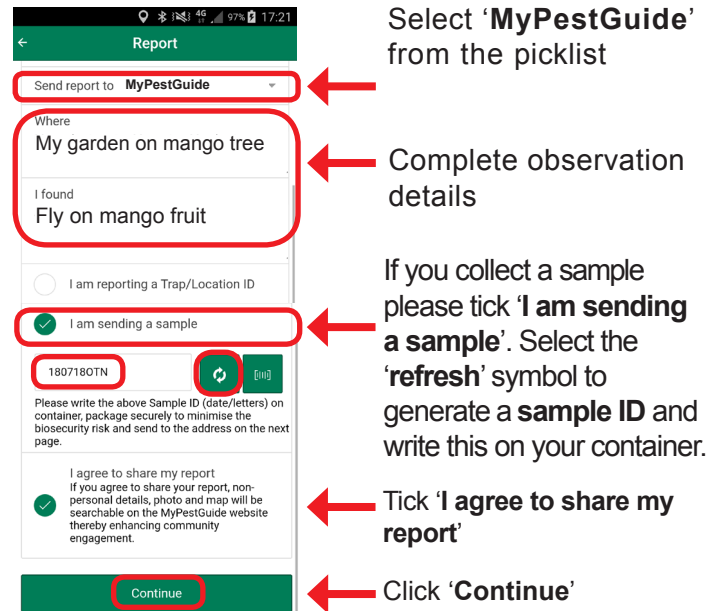 4G 97% 17:21
Report
Send report to MyPestGuide
Where
My garden on mango tree
I found
Fly on mango fruit
I am reporting a Trap/Location ID
I am sending a sample
180718OTN
Please write the above Sample ID (date/letters) on
container, package securely to minimise the
biosecurity risk and send to the address on the next
page.
I agree to share my report
If you agree to share your report, non-
personal details, photo and map will be
searchable on the MyPestGuide website
thereby enhancing community
engagement.
Continue
Select ‘MyPestGuide’
from the picklist
Complete observation
details
If you collect a sample
please tick ‘I am sending
a sample’. Select the
‘refresh’ symbol to
generate a sample ID and
write this on your container.
Tick ‘I agree to share my
report’
Click ‘Continue’